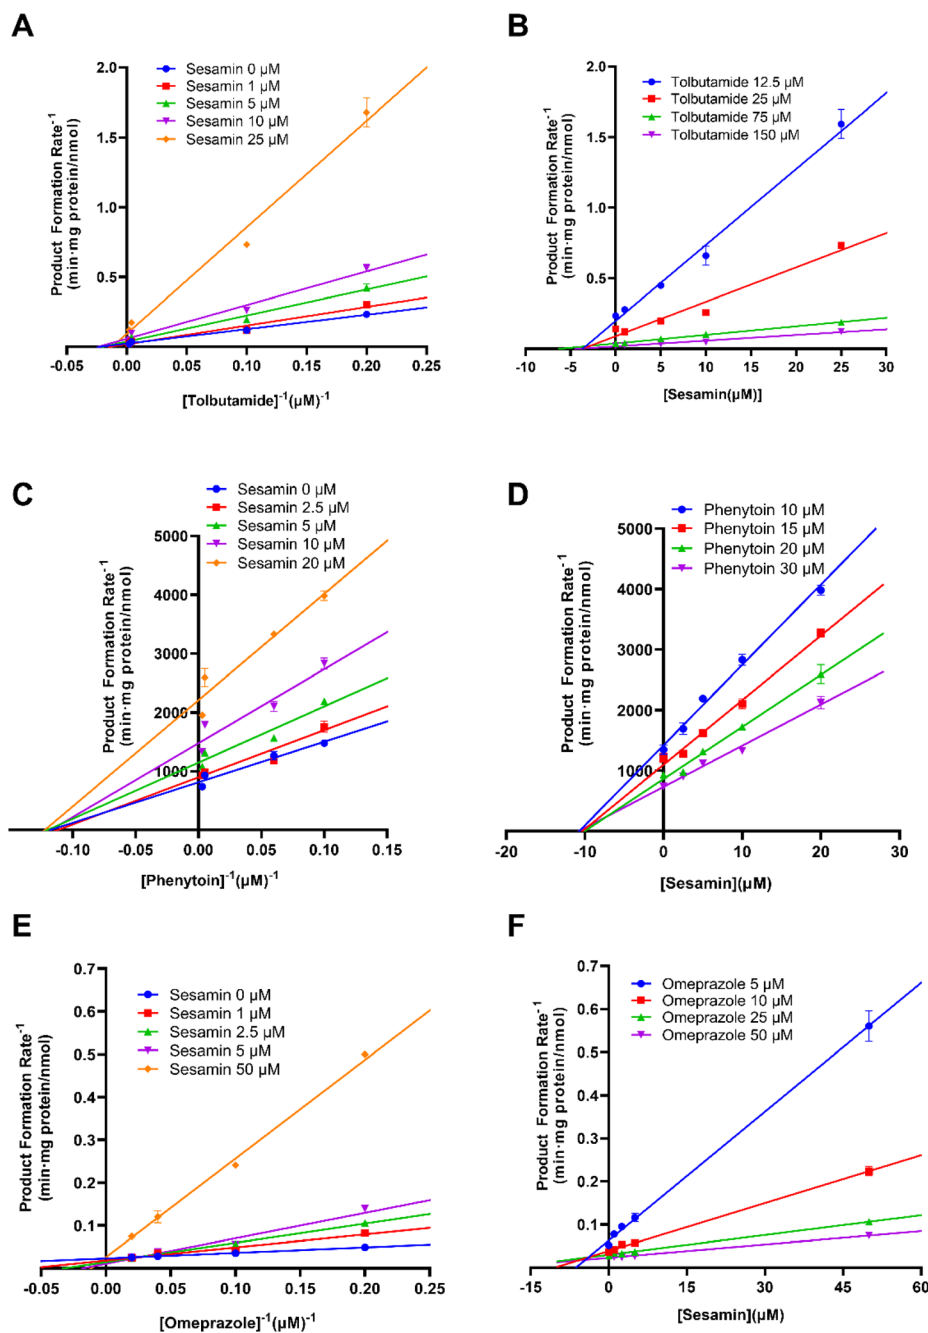 A
Sesamin 0 µM
Sesamin 1 µM
Sesamin 5 µM
Sesamin 10 µM
Sesamin 25 µM
Product Formation Rate-1
(min·mg protein/nmol)
2.0
1.5
1.0
0.5
-0.05 0.00 0.05 0.10 0.15 0.20 0.25
[Tolbutamide]-1(µM)-1
B
Tolbutamide 12.5 µM
Tolbutamide 25 µM
Tolbutamide 75 µM
Tolbutamide 150 µM
Product Formation Rate-1
(min·mg protein/nmol)
2.0
1.5
1.0
0.5
-10 -5 0 5 10 15 20 25 30
[Sesamin(µM)]
C
Sesamin 0 µM
Sesamin 2.5 µM
Sesamin 5 µM
Sesamin 10 µM
Sesamin 20 µM
Product Formation Rate-1
(min·mg protein/nmol)
5000
4000
3000
2000
1000
-0.10 -0.05 0.00 0.05 0.10 0.15
[Phenytoin]-1(µM)-1
D
Phenytoin 10 µM
Phenytoin 15 µM
Phenytoin 20 µM
Phenytoin 30 µM
Product Formation Rate-1
(min·mg protein/nmol)
5000
4000
3000
2000
1000
-20 -10 0 10 20 30
[Sesamin](µM)
E
Sesamin 0 µM
Sesamin 1 µM
Sesamin 2.5 µM
Sesamin 5 µM
Sesamin 50 µM
Product Formation Rate-1
(min·mg protein/nmol)
0.7
0.5
0.4
0.3
0.2
0.1
-0.05 0.00 0.05 0.10 0.15 0.20 0.25
[Omeprazole]-1(µM)-1
F
Omeprazole 5 µM
Omeprazole 10 µM
Omeprazole 25 µM
Omeprazole 50 µM
Product Formation Rate-1
(min·mg protein/nmol)
0.7
0.6
0.5
0.4
0.3
0.2
0.1
-15 0 15 30 45 60
[Sesamin](µM)